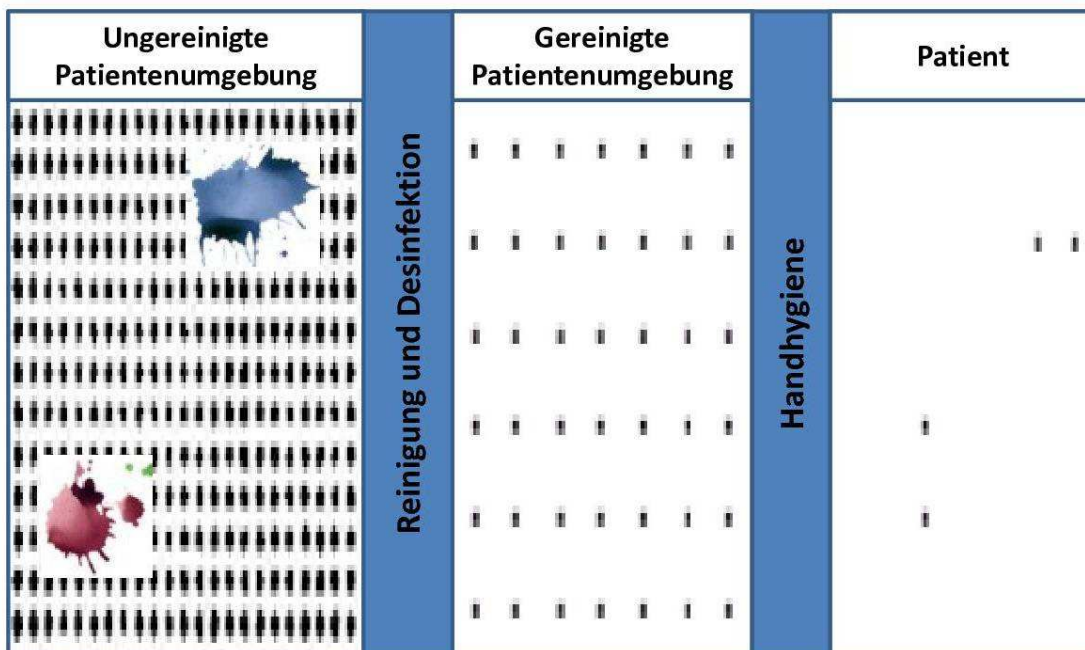 Ungereinigte
Patientenumgebung
Reinigung und Desinfektion
Gereinigte
Patientenumgebung
Handhygiene
Patient